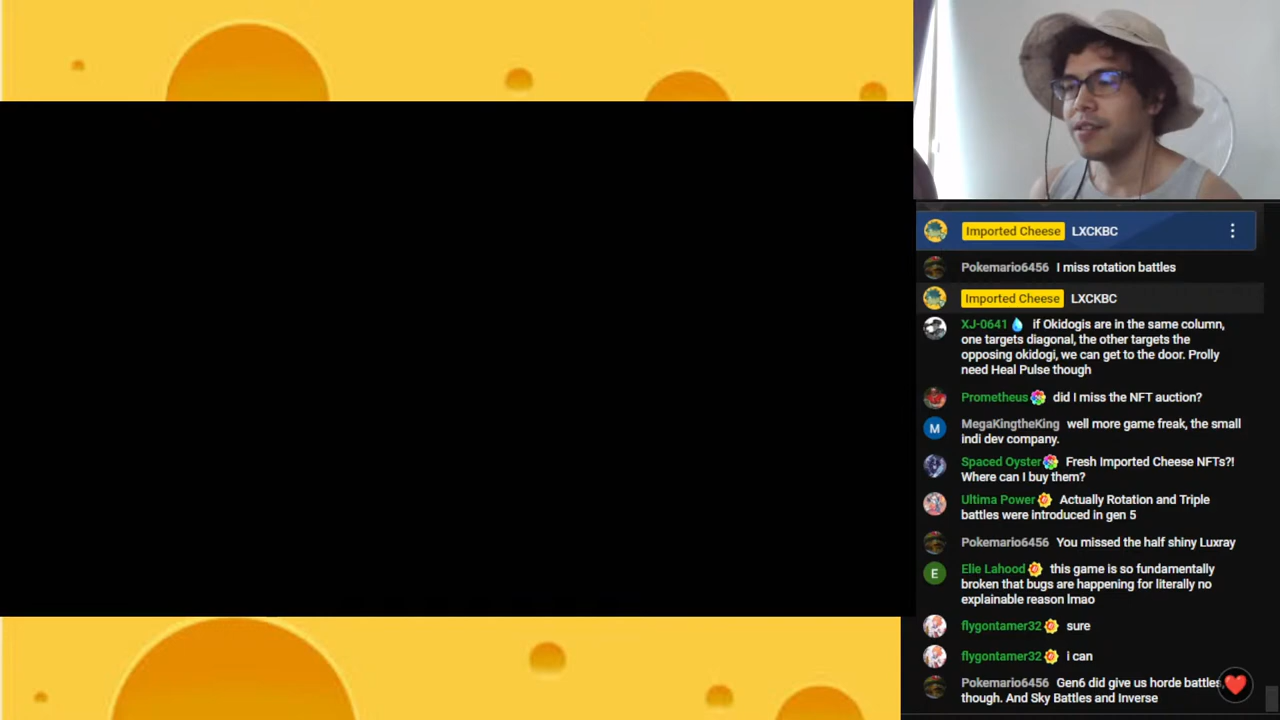 Imported Cheese LXCKBC
Pokemario6456 I miss rotation battles
Imported Cheese LXCKBC
XJ-0641 if Okidogis are in the same column,
one targets diagonal, the other targets the
opposing okidogi, we can get to the door. Prolly
need Heal Pulse though
Prometheus did I miss the NFT auction?
M MegaKingtheKing well more game freak, the small
indi dev company.
Spaced Oyster Fresh Imported Cheese NFTs?!
Where can I buy them?
Ultima Power Actually Rotation and Triple
battles were introduced in gen 5
Pokemario6456 You missed the half shiny Luxray
E Elie Lahood this game is so fundamentally
broken that bugs are happening for literally no
explainable reason lmao
flygontamer32 sure
flygontamer32 i can
Pokemario6456 Gen6 did give us horde battles,
though. And Sky Battles and Inverse